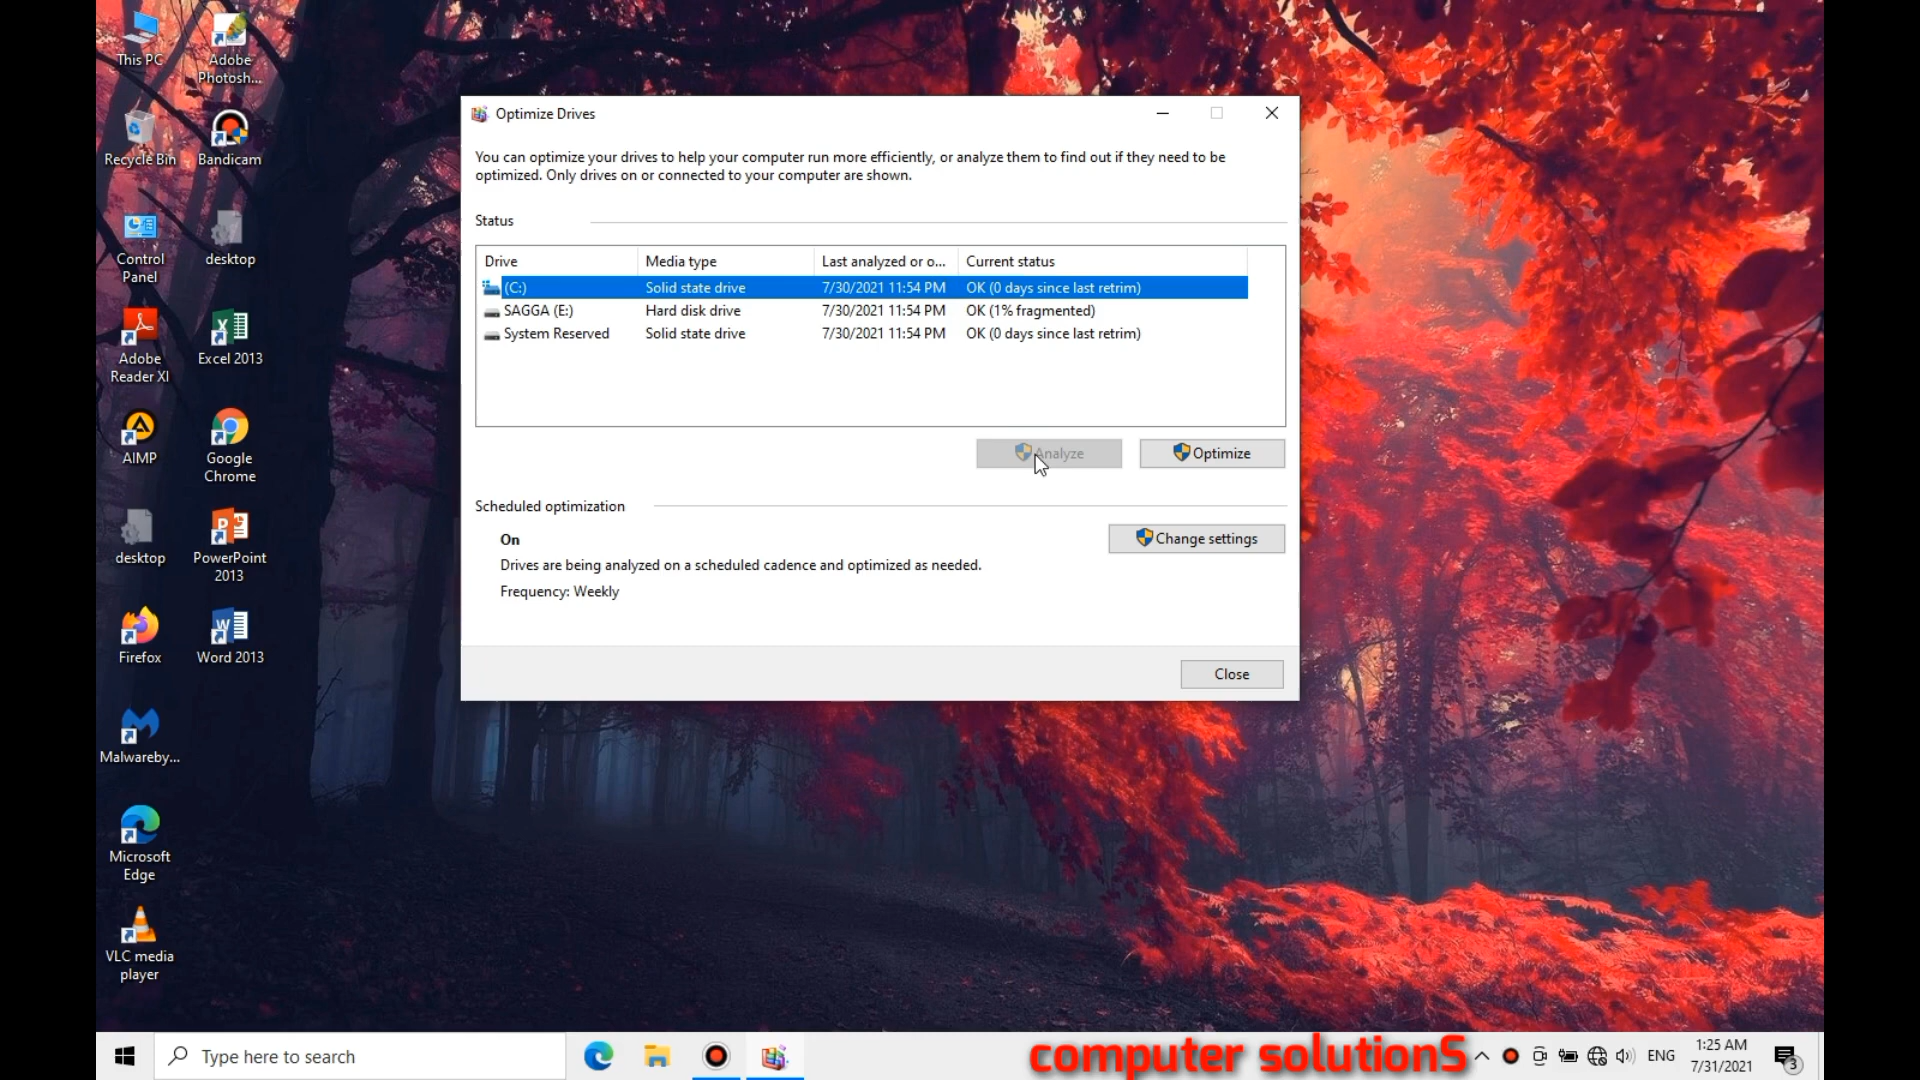 This PC
Adobe
Photosh...
Recycle Bin
Bandicam
Control
Panel
desktop
Adobe
Reader XI
Excel 2013
AIMP
Google
Chrome
desktop
PowerPoint
2013
Firefox
Word 2013
Malwareby...
Microsoft
Edge
VLC media
player
Optimize Drives
You can optimize your drives to help your computer run more efficiently, or analyze them to find out if they need to be
optimized. Only drives on or connected to your computer are shown.
Status
Drive Media type Last analyzed or o... Current status
(C:) Solid state drive 7/30/2021 11:54 PM OK (0 days since last retrim)
SAGGA (E:) Hard disk drive 7/30/2021 11:54 PM OK (1% fragmented)
System Reserved Solid state drive 7/30/2021 11:54 PM OK (0 days since last retrim)
Analyze Optimize
Scheduled optimization
On
Change settings
Drives are being analyzed on a scheduled cadence and optimized as needed.
Frequency: Weekly
Close
Type here to search
computer solutionS
ENG
1:25 AM
7/31/2021
3